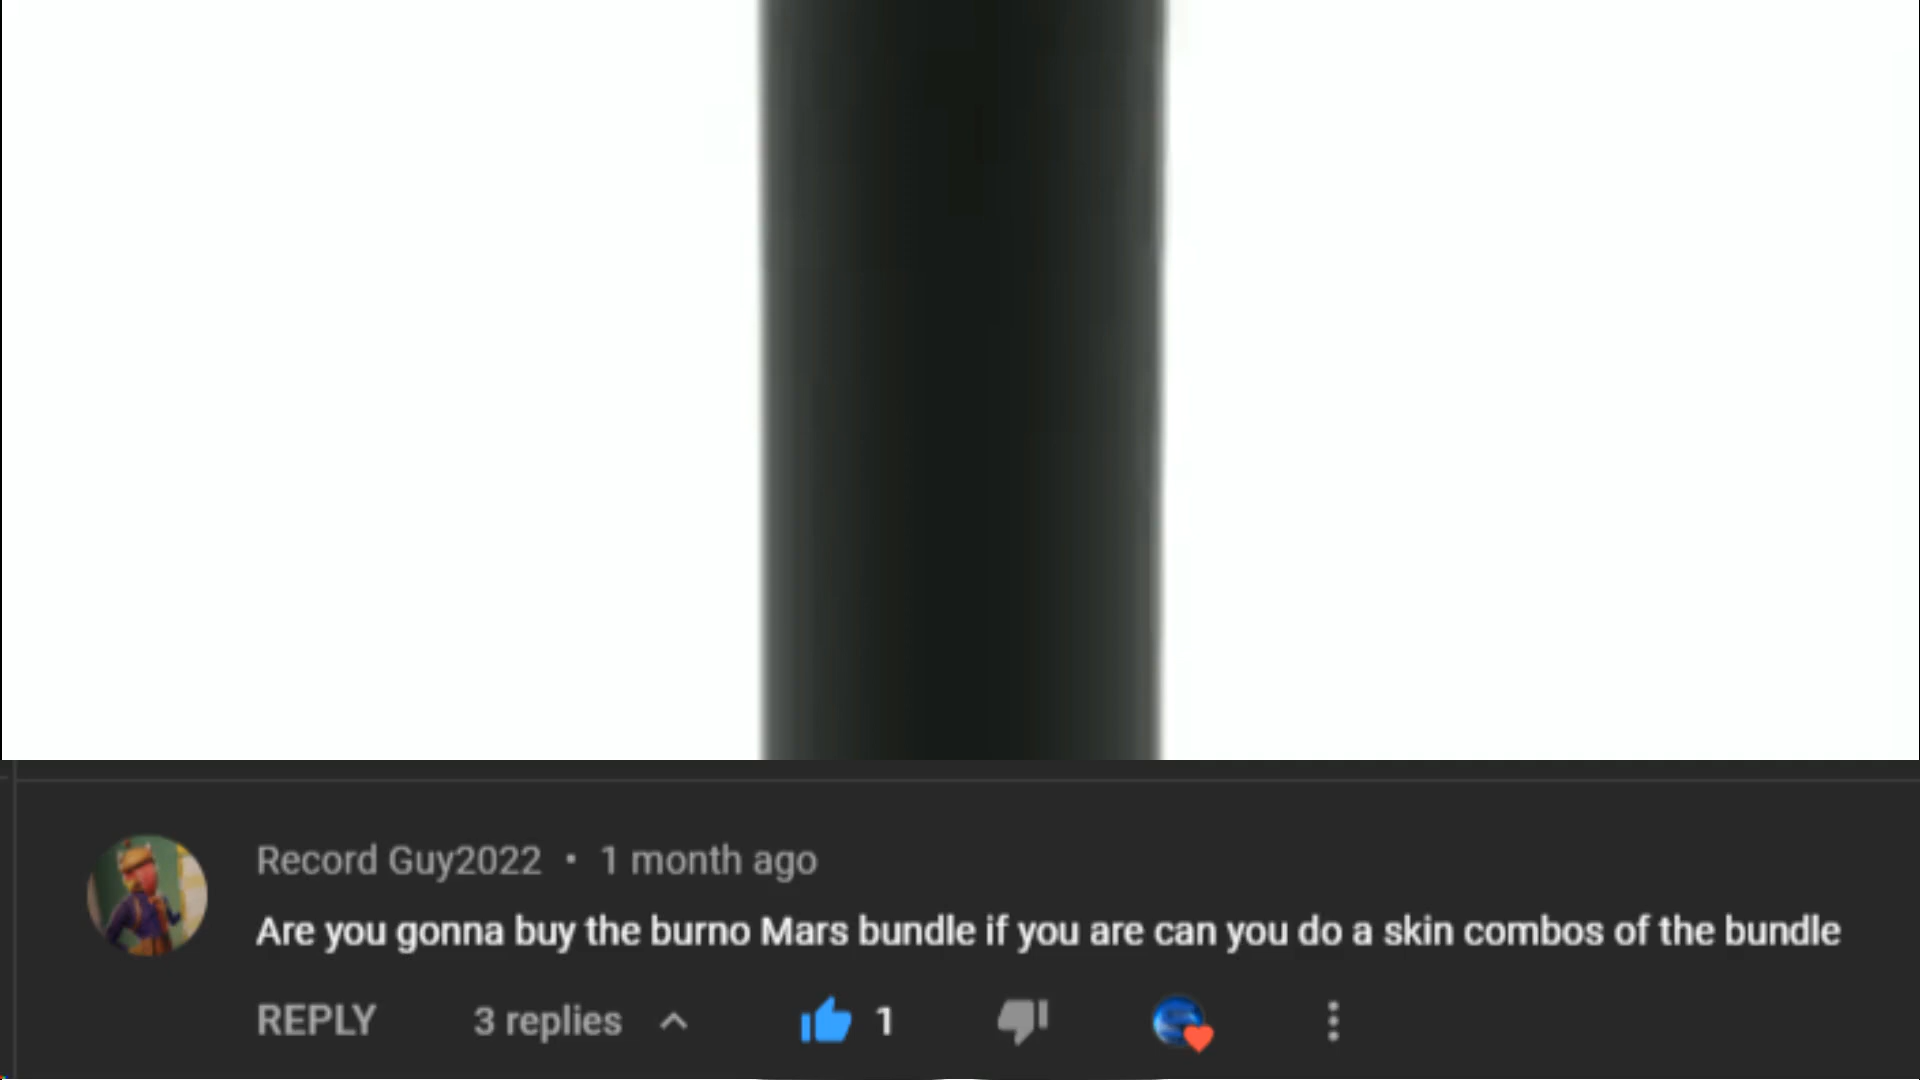 Record Guy2022 • 1 month ago
Are you gonna buy the burno Mars bundle if you are can you do a skin combos of the bundle
REPLY 3 replies 1